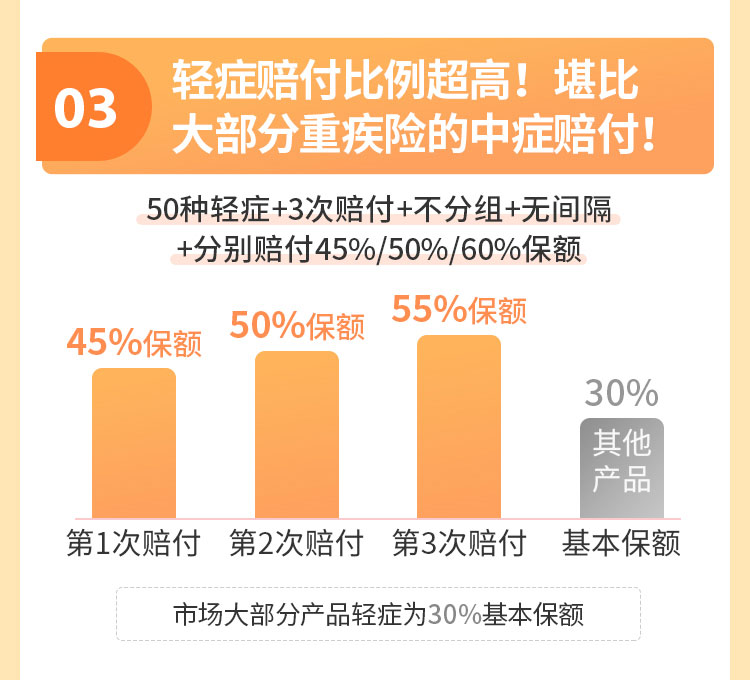 03
轻症赔付比例超高！堪比
大部分重疾险的中症赔付！
50种轻症+3次赔付+不分组+无间隔
+分别赔付45%/50%/60%保额
45%保额
50%保额
55%保额
30%
其他
产品
第1次赔付
第2次赔付
第3次赔付
基本保额
市场大部分产品轻症为30%基本保额